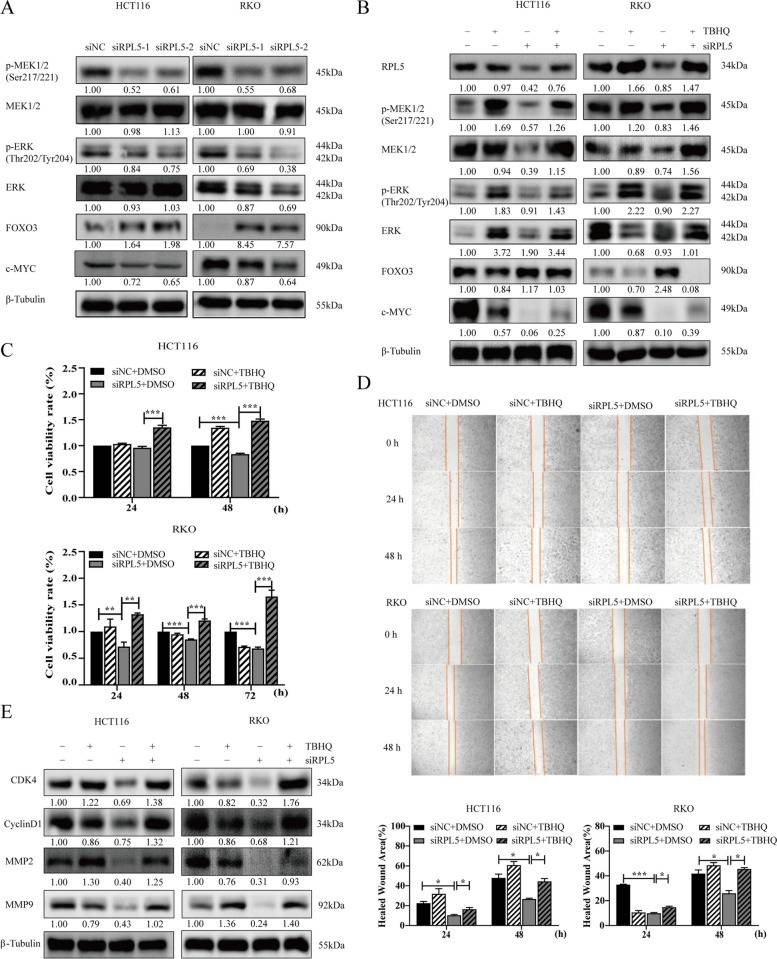 A
HCT116 RKO
siNC siRPL5-1 siRPL5-2 siNC siRPL5-1 siRPL5-2
p-MEK1/2
(Ser217/221)
45kDa
1.00 0.52 0.61 1.00 0.55 0.68
MEK1/2 45kDa
1.00 0.98 1.13 1.00 1.00 0.91
p-ERK
(Thr202/Tyr204)
44kDa
42kDa
1.00 0.84 0.75 1.00 0.69 0.38
ERK
44kDa
42kDa
1.00 0.93 1.03 1.00 0.87 0.69
FOXO3 90kDa
1.00 1.64 1.98 1.00 8.45 7.57
c-MYC 49kDa
1.00 0.72 0.65 1.00 0.87 0.64
β-Tubulin 55kDa
B
HCT116 RKO
– + – + – + – + TBHQ
– – + + – – + + siRPL5
RPL5 34kDa
1.00 0.97 0.42 0.76 1.00 1.66 0.85 1.47
p-MEK1/2
(Ser217/221)
45kDa
1.00 1.69 0.57 1.26 1.00 1.20 0.83 1.46
MEK1/2 45kDa
1.00 0.94 0.39 1.15 1.00 0.89 0.74 1.56
p-ERK
(Thr202/Tyr204)
44kDa
42kDa
1.00 1.83 0.91 1.43 1.00 2.22 0.90 2.27
ERK
44kDa
42kDa
1.00 3.72 1.90 3.44 1.00 0.68 0.93 1.01
FOXO3 90kDa
1.00 0.84 1.17 1.03 1.00 0.70 2.48 0.08
c-MYC 49kDa
1.00 0.57 0.06 0.25 1.00 0.87 0.10 0.39
β-Tubulin 55kDa
C
HCT116
Cell viability rate (%)
2.5
2.0
1.5
1.0
0.5
0.0
siNC+DMSO siNC+TBHQ
siRPL5+DMSO siRPL5+TBHQ
*** *** ***
24 48 (h)
RKO
Cell viability rate (%)
2.5
2.0
1.5
1.0
0.5
0.0
siNC+DMSO siNC+TBHQ
siRPL5+DMSO siRPL5+TBHQ
** ** *** *** *** ***
24 48 72 (h)
D
HCT116 siNC+DMSO siNC+TBHQ siRPL5+DMSO siRPL5+TBHQ
0 h
24 h
48 h
RKO siNC+DMSO siNC+TBHQ siRPL5+DMSO siRPL5+TBHQ
0 h
24 h
48 h
HCT116
Healed Wound Area(%)
100
80
60
40
20
0
siNC+DMSO siNC+TBHQ
siRPL5+DMSO siRPL5+TBHQ
* * * *
24 48 (h)
RKO
Healed Wound Area(%)
80
60
40
20
0
siNC+DMSO siNC+TBHQ
siRPL5+DMSO siRPL5+TBHQ
*** * * *
24 48 (h)
E
HCT116 RKO
– + – + – + – + TBHQ
– – + + – – + + siRPL5
CDK4 34kDa
1.00 1.22 0.69 1.38 1.00 0.82 0.32 1.76
CyclinD1 34kDa
1.00 0.86 0.75 1.32 1.00 0.86 0.68 1.21
MMP2 62kDa
1.00 1.30 0.40 1.25 1.00 0.76 0.31 0.93
MMP9 92kDa
1.00 0.79 0.43 1.02 1.00 1.36 0.24 1.40
β-Tubulin 55kDa